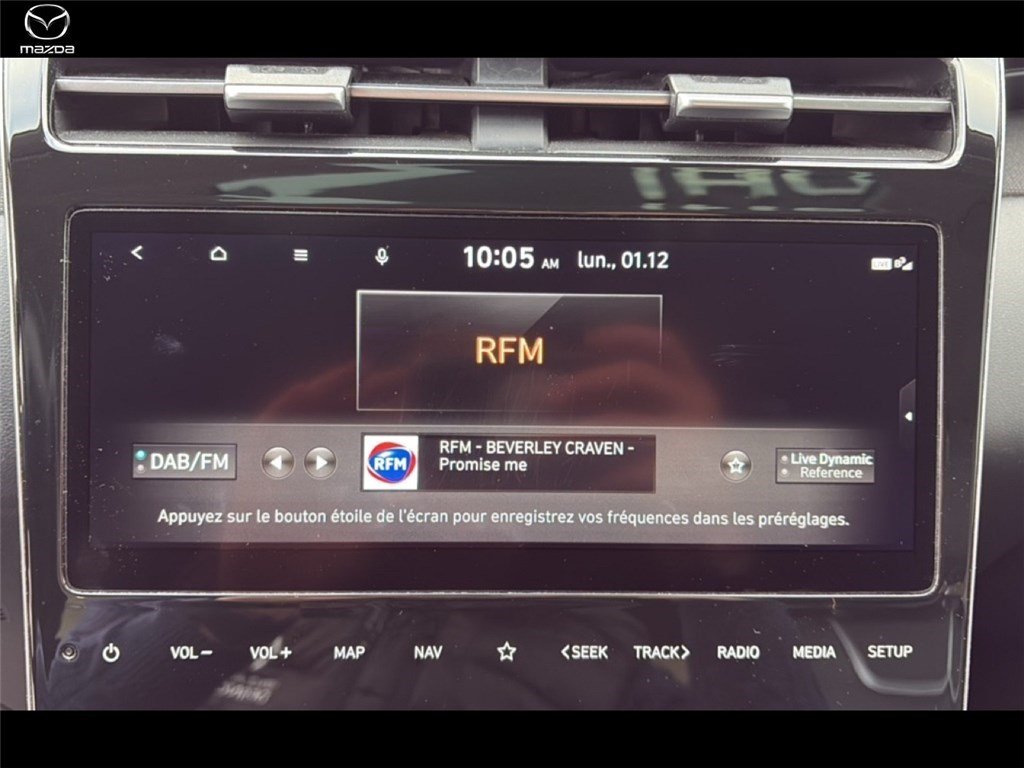 mazda
10:05 AM lun., 01.12
LIVE
RFM
DAB/FM
RFM
RFM - BEVERLEY CRAVEN -
Promise me
Live Dynamic
Reference
Appuyez sur le bouton étoile de l'écran pour enregistrez vos fréquences dans les préréglages.
VOL- VOL+ MAP NAV <SEEK TRACK> RADIO MEDIA SETUP